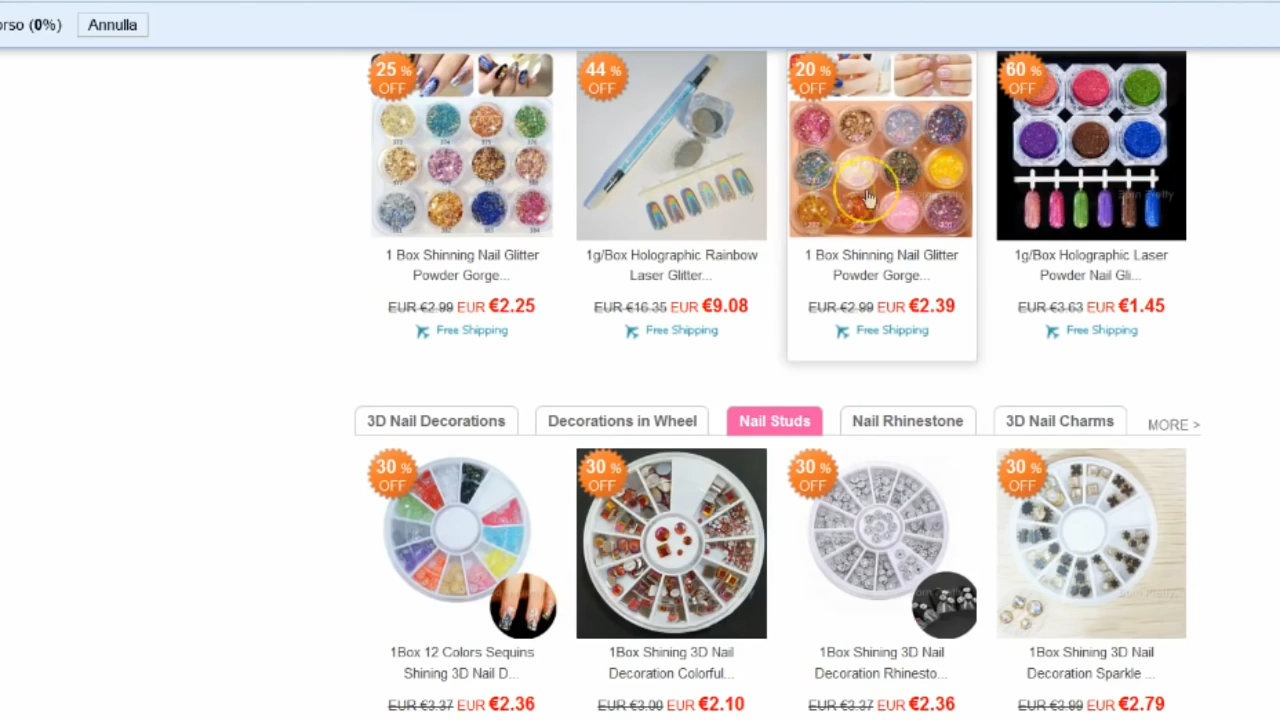 orso (0%) Annulla
25 % OFF
44 % OFF
20 % OFF
60 % OFF
1 Box Shinning Nail Glitter
Powder Gorge...
EUR €2.99 EUR €2.25
Free Shipping
1g/Box Holographic Rainbow
Laser Glitter...
EUR €16.35 EUR €9.08
Free Shipping
1 Box Shinning Nail Glitter
Powder Gorge...
EUR €2.99 EUR €2.39
Free Shipping
1g/Box Holographic Laser
Powder Nail Gli...
EUR €3.63 EUR €1.45
Free Shipping
3D Nail Decorations
Decorations in Wheel
Nail Studs
Nail Rhinestone
3D Nail Charms
MORE >
30 % OFF
30 % OFF
30 % OFF
30 % OFF
1Box 12 Colors Sequins
Shining 3D Nail D...
EUR €3.37 EUR €2.36
1Box Shining 3D Nail
Decoration Colorful...
EUR €3.00 EUR €2.10
1Box Shining 3D Nail
Decoration Rhinesto...
EUR €3.37 EUR €2.36
1Box Shining 3D Nail
Decoration Sparkle ...
EUR €3.99 EUR €2.79